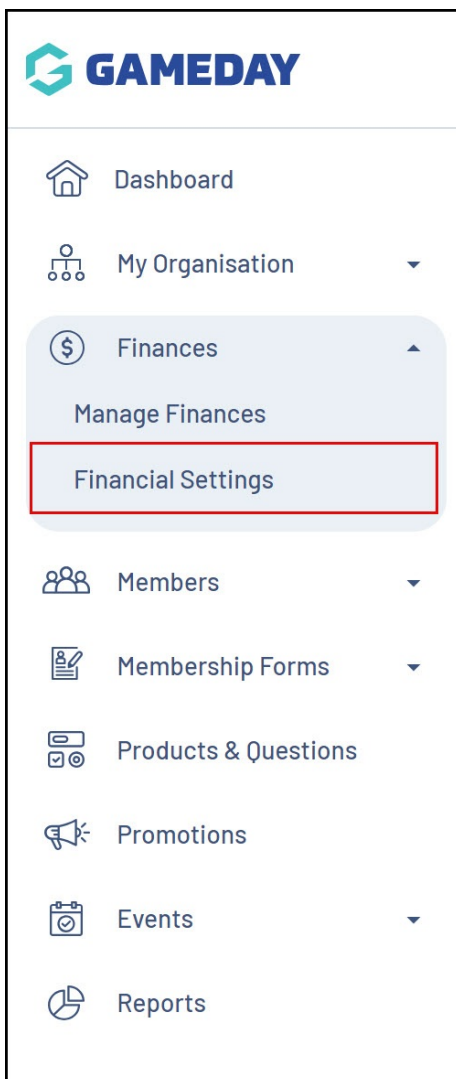 GAMEDAY
Dashboard
My Organisation
Finances
Manage Finances
Financial Settings
Members
Membership Forms
Products & Questions
Promotions
Events
Reports